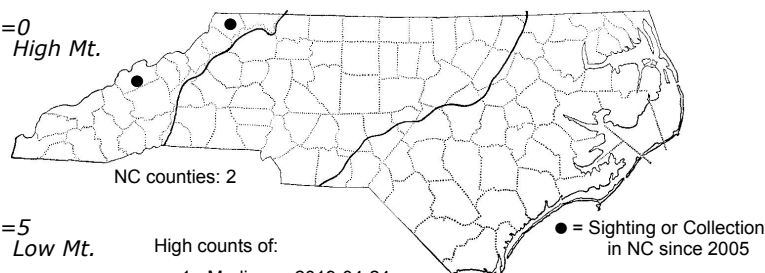 =0
High Mt.
NC counties: 2
=5
Low Mt.
High counts of:
● = Sighting or Collection
in NC since 2005